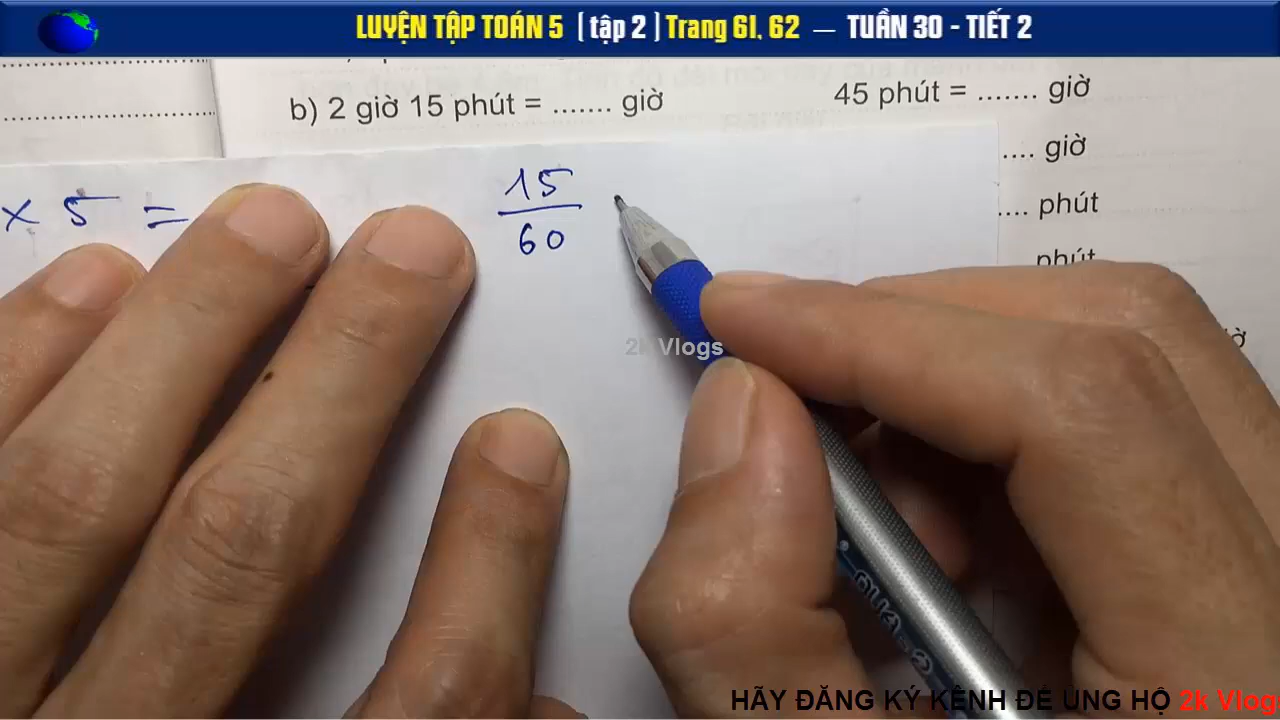 LUYỆN TẬP TOÁN 5 ( tập 2 ) Trang 61, 62 — TUẦN 30 - TIẾT 2
b) 2 giờ 15 phút = ....... giờ 45 phút = ....... giờ
.... giờ
× 5 = 15/60
.... phút
phút
2k Vlogs
HÃY ĐĂNG KÝ KÊNH ĐỂ ỦNG HỘ 2k Vlog